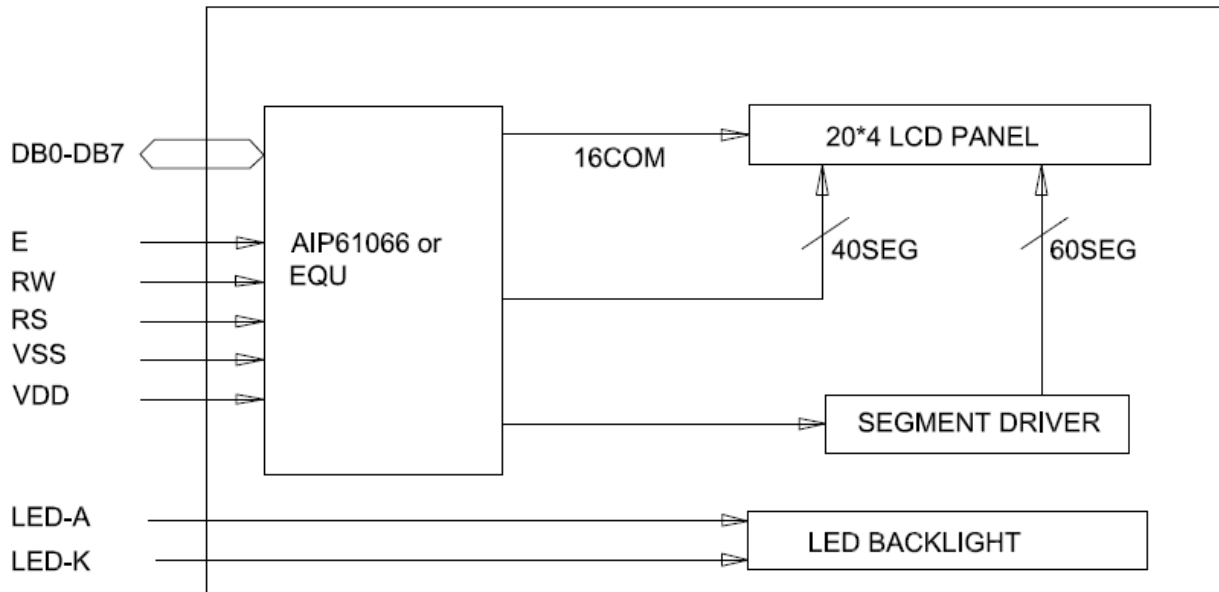 DB0-DB7
E
RW
RS
VSS
VDD
LED-A
LED-K
AIP61066 or
EQU
16COM
20*4 LCD PANEL
40SEG
60SEG
SEGMENT DRIVER
LED BACKLIGHT